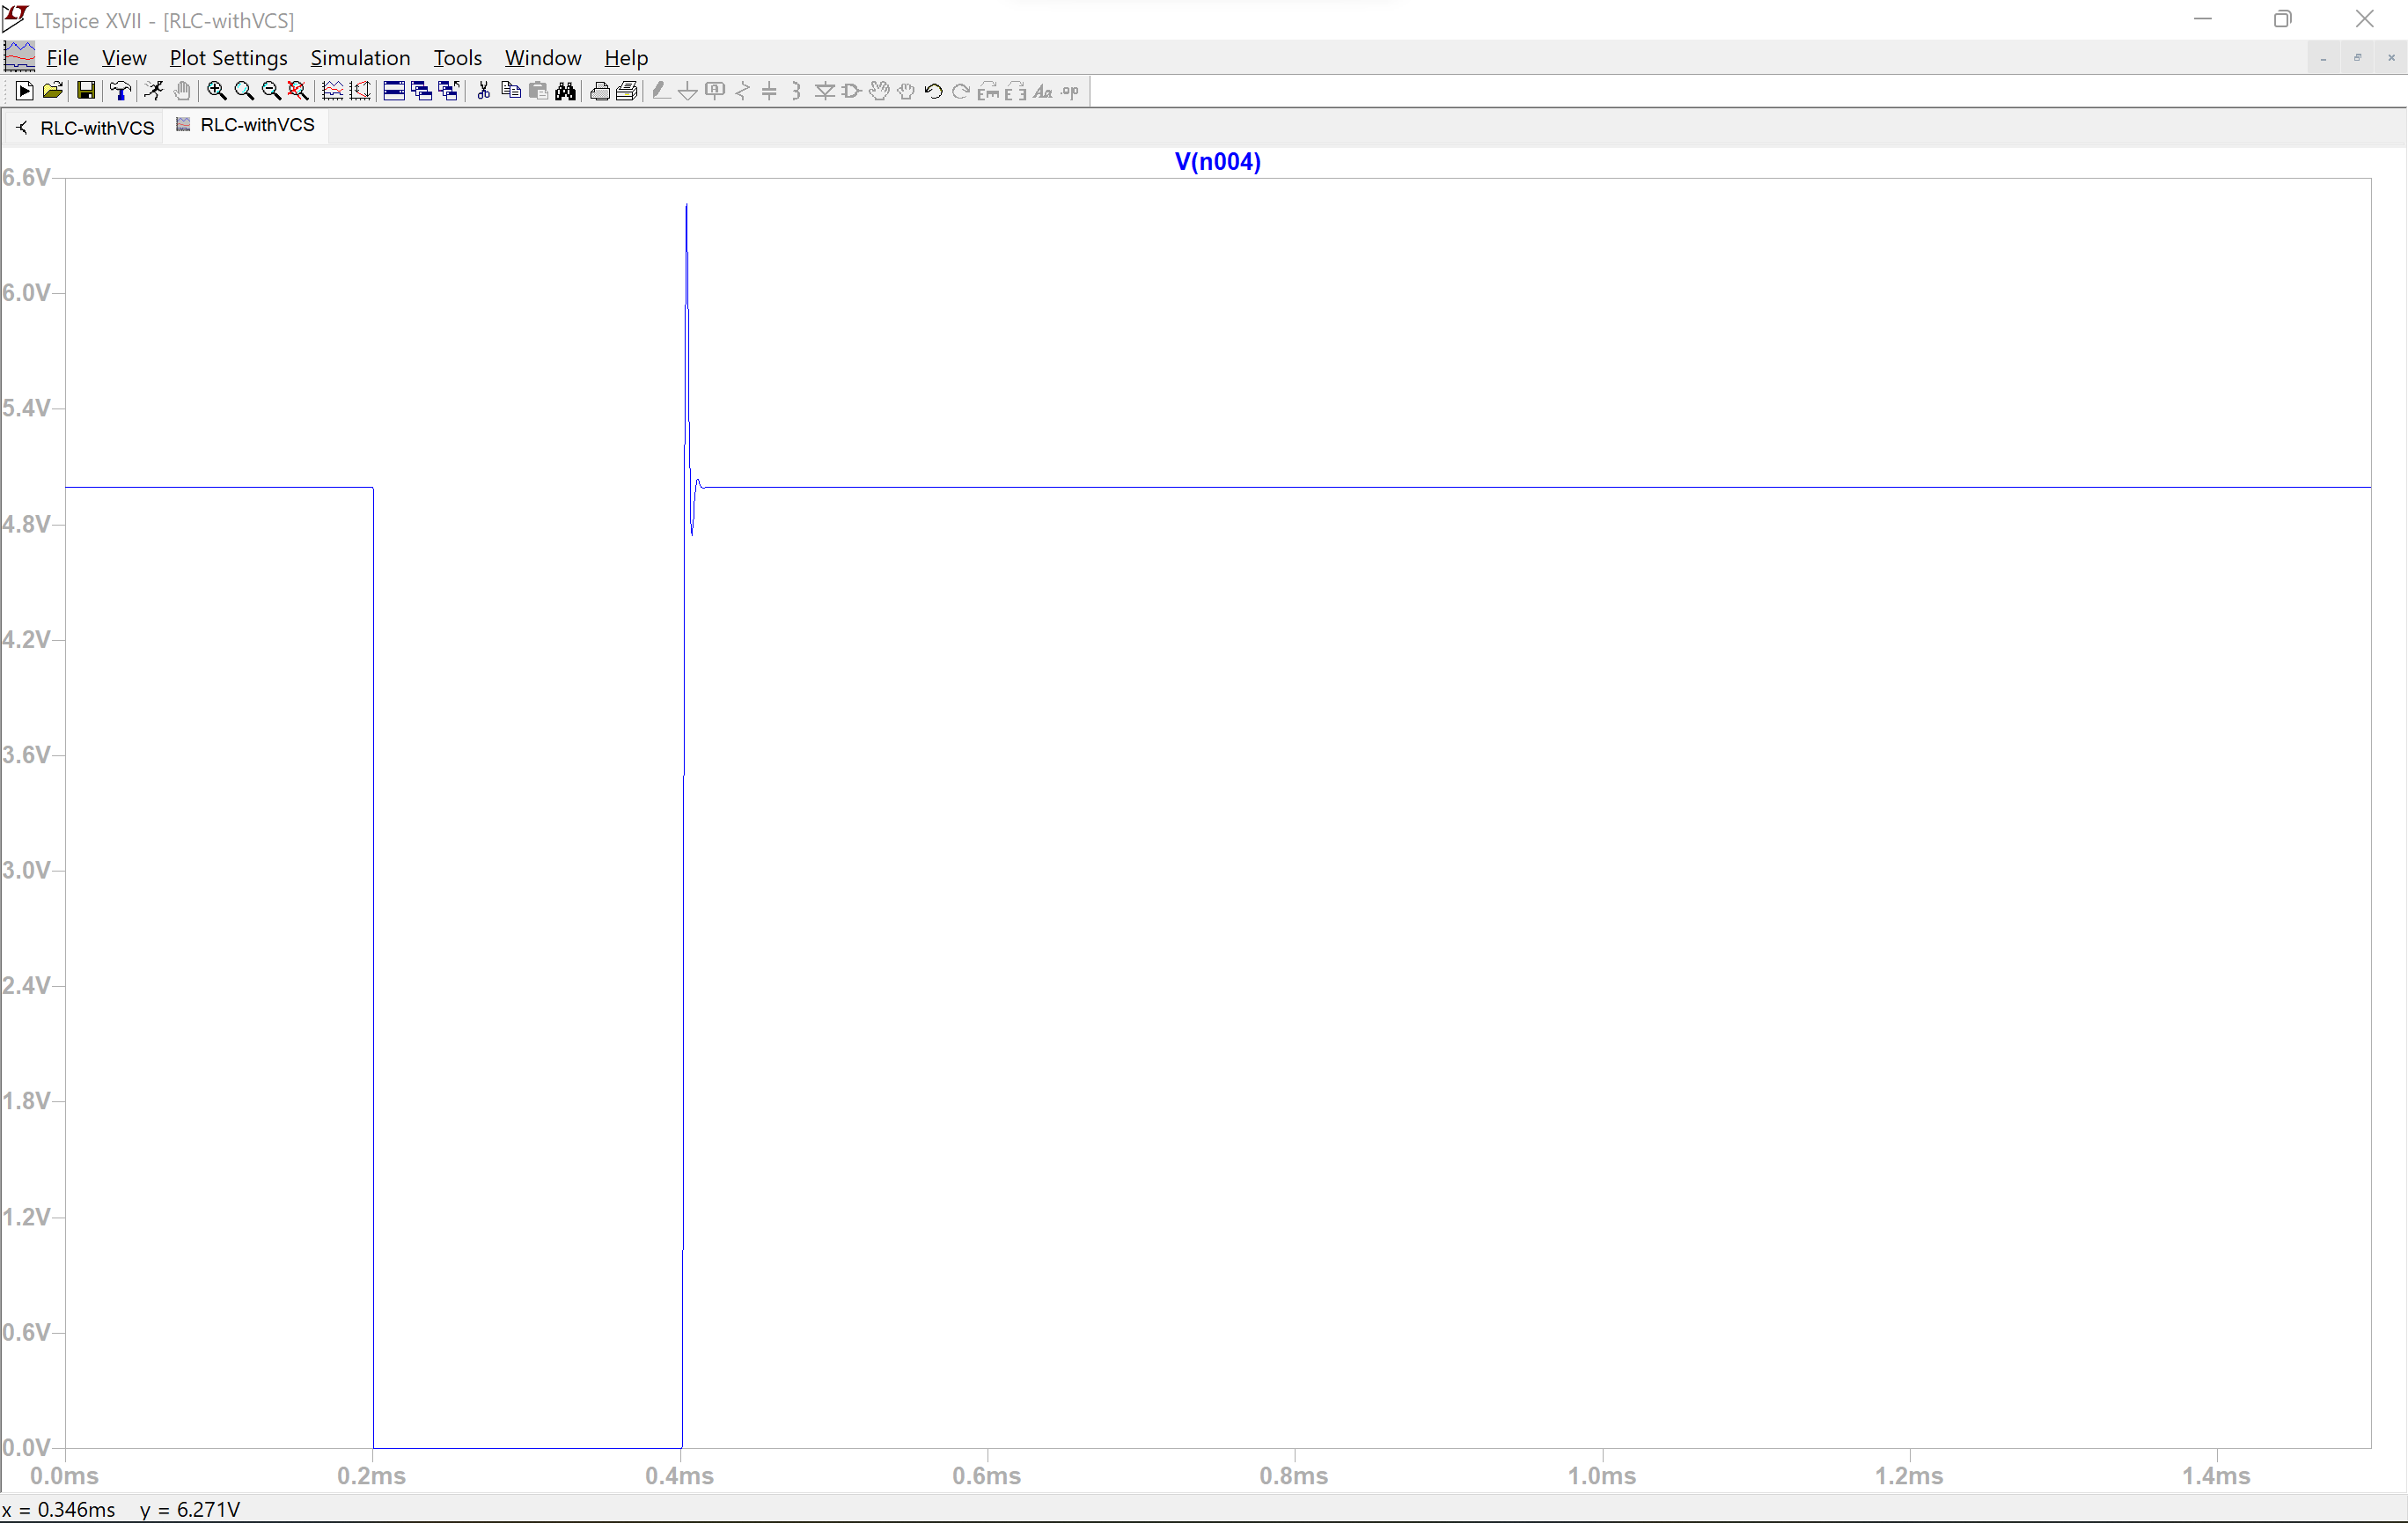 LTspice XVII - [RLC-withVCS]
File View Plot Settings Simulation Tools Window Help
RLC-withVCS RLC-withVCS
V(n004)
6.6V
6.0V
5.4V
4.8V
4.2V
3.6V
3.0V
2.4V
1.8V
1.2V
0.6V
0.0V
0.0ms 0.2ms 0.4ms 0.6ms 0.8ms 1.0ms 1.2ms 1.4ms
x = 0.346ms y = 6.271V